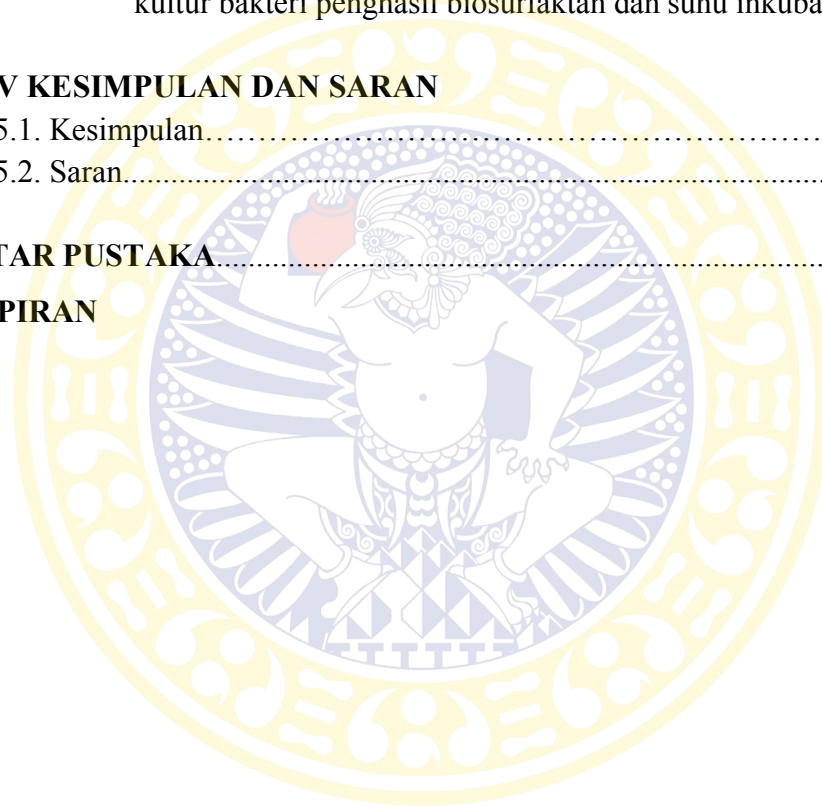 kultur bakteri penghasil biosurfaktan dan suhu inkuba
V KESIMPULAN DAN SARAN
5.1. Kesimpulan……………………………………………………………….
5.2. Saran.............................................................................................
TAR PUSTAKA..................................................................................
PIRAN